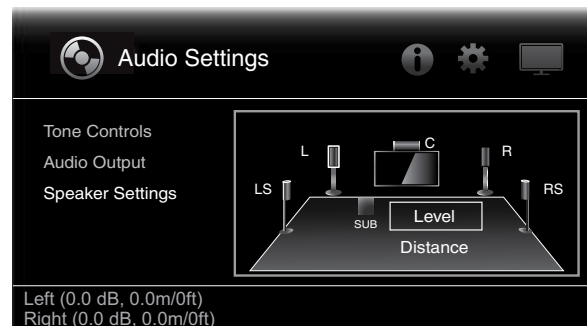 Audio Settings
Tone Controls
Audio Output
Speaker Settings
L
C
R
LS
RS
SUB
Level
Distance
Left (0.0 dB, 0.0m/0ft)
Right (0.0 dB, 0.0m/0ft)